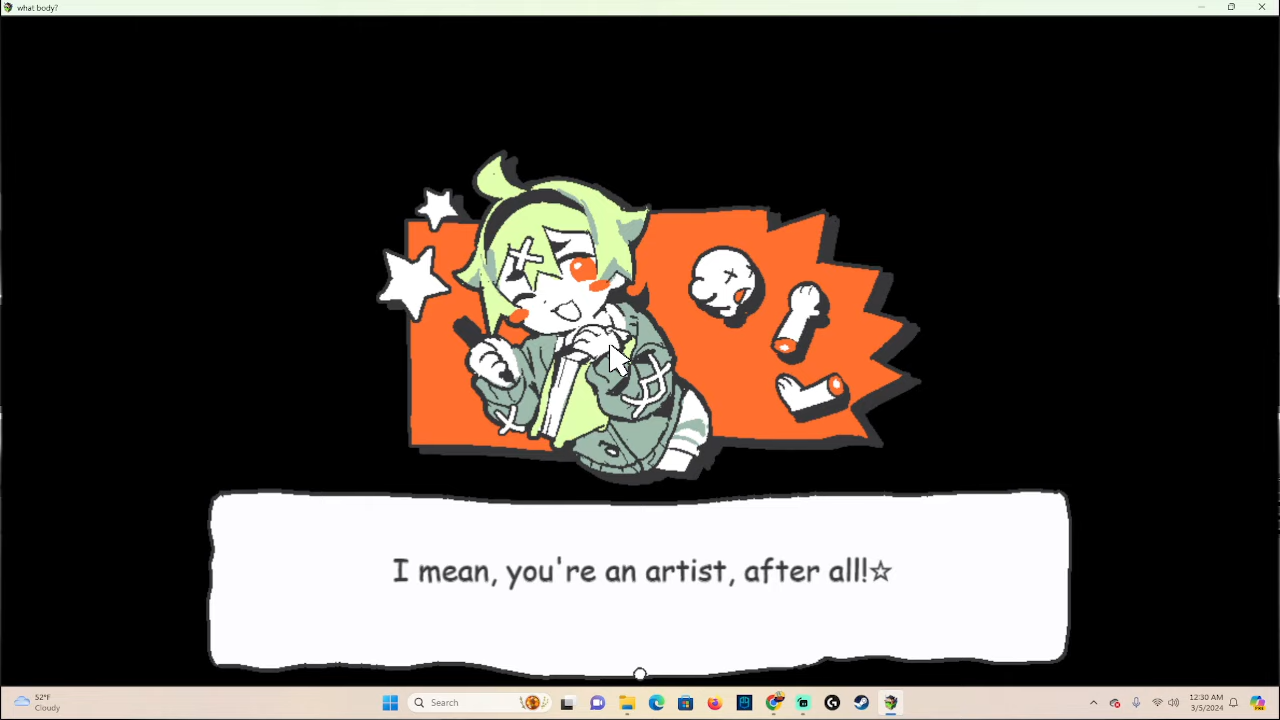 what body?
I mean, you're an artist, after all!☆
52°F
Cloudy
Search
12:30 AM
3/5/2024